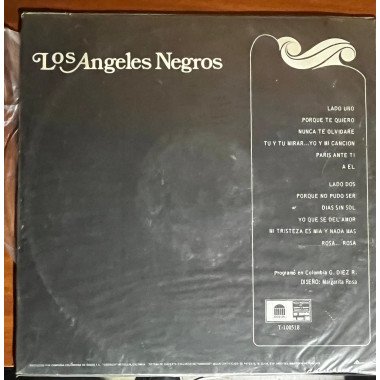 Los Angeles Negros
LADO UNO
PORQUE TE QUIERO
NUNCA TE OLVIDARE
TU Y TU MIRAR...YO Y MI CANCION
PARIS ANTE TI
A EL
LADO DOS
PORQUE NO PUDO SER
DIAS SIN SOL
YO QUE SE DEL AMOR
MI TRISTEZA ES MIA Y NADA MAS
ROSA... ROSA
Programó en Colombia G. DIEZ R.
DISEÑO: Margarita Rosa
T-100518